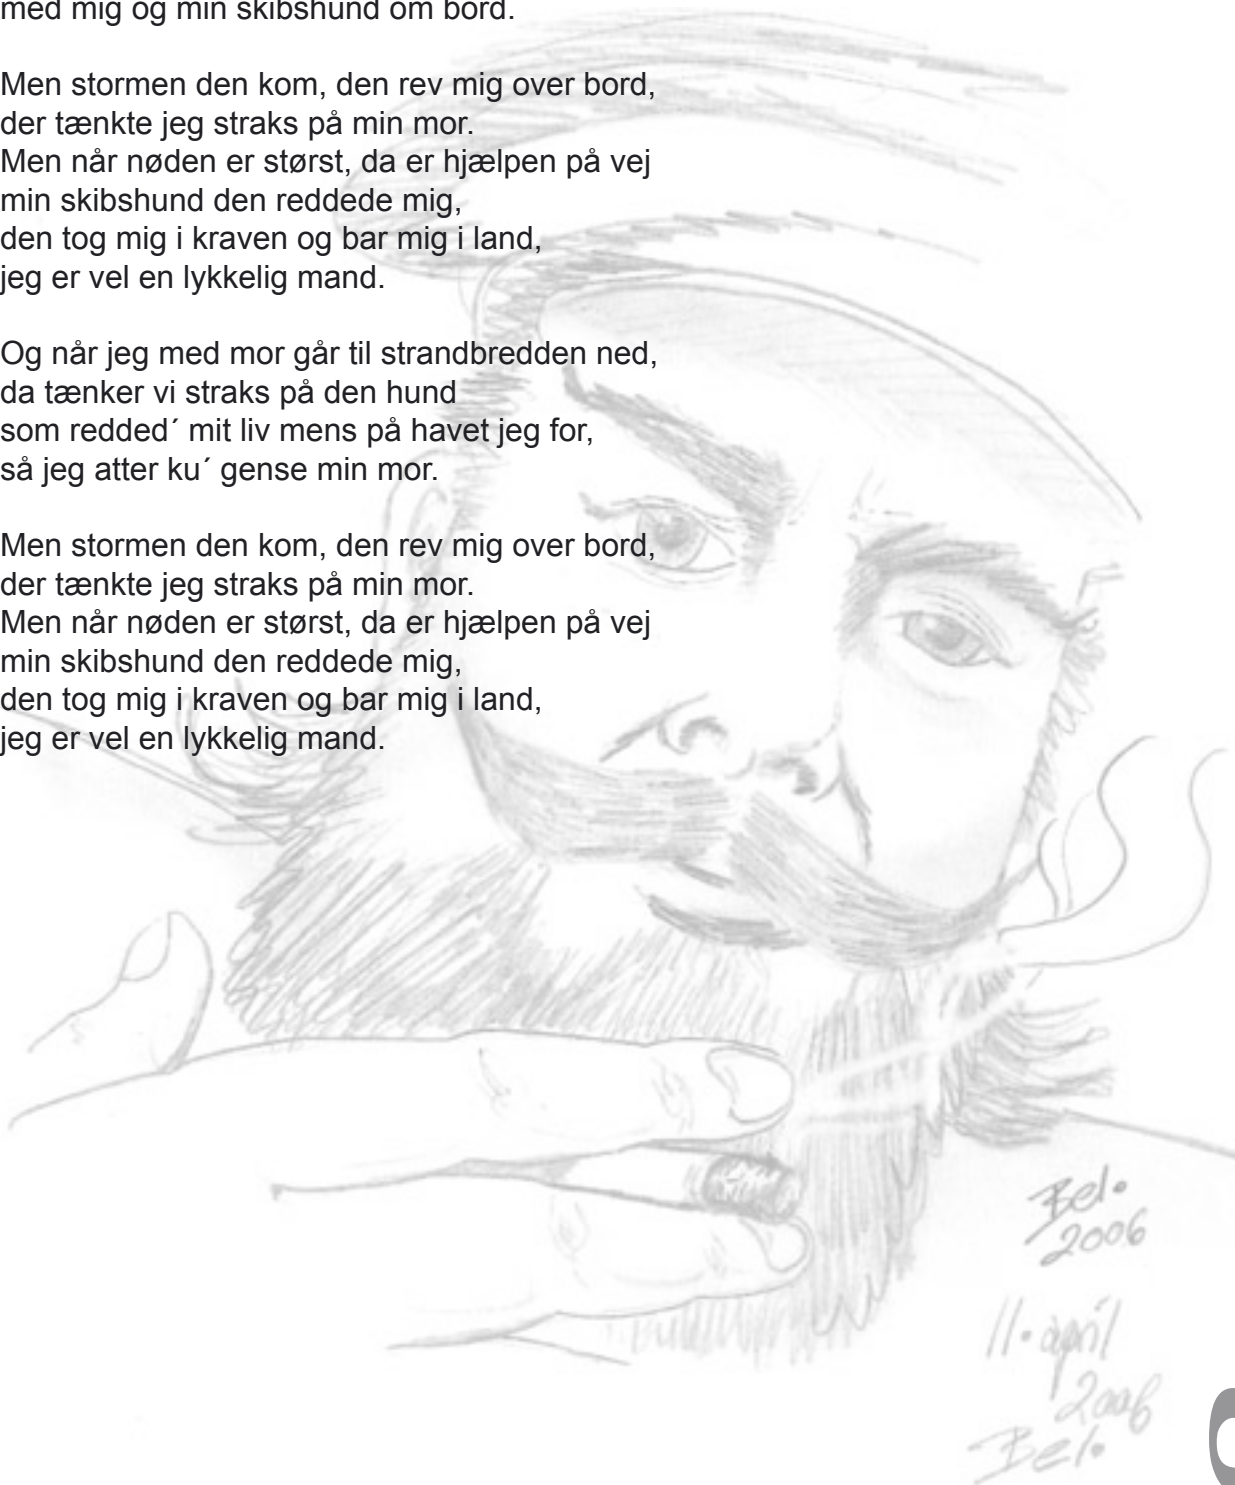 med mig og min skibshund om bord.

Men stormen den kom, den rev mig over bord,
der tænkte jeg straks på min mor.
Men når nøden er størst, da er hjælpen på vej
min skibshund den reddede mig,
den tog mig i kraven og bar mig i land,
jeg er vel en lykkelig mand.

Og når jeg med mor går til strandbredden ned,
da tænker vi straks på den hund
som redded´ mit liv mens på havet jeg for,
så jeg atter ku´ gense min mor.

Men stormen den kom, den rev mig over bord,
der tænkte jeg straks på min mor.
Men når nøden er størst, da er hjælpen på vej
min skibshund den reddede mig,
den tog mig i kraven og bar mig i land,
jeg er vel en lykkelig mand.

Bel.
2006
11. april
2006
Bel.